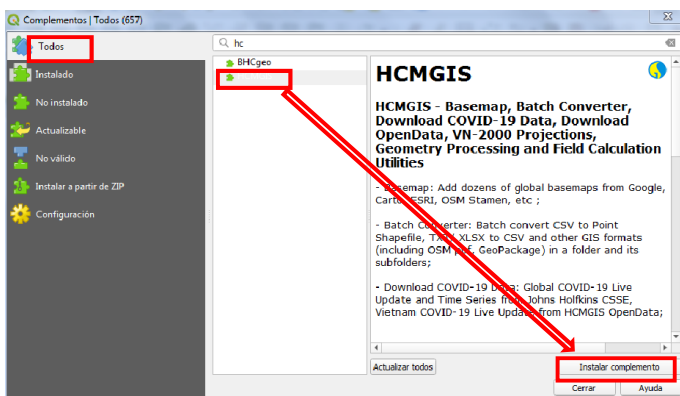 Complementos | Todos (657)
Todos
Instalado
No instalado
Actualizable
No válido
Instalar a partir de ZIP
Configuración
hc
BHCgeo
HCMGIS
HCMGIS - Basemap, Batch Converter,
Download COVID-19 Data, Download
OpenData, VN-2000 Projections,
Geometry Processing and Field Calculation
Utilities
- Basemap: Add dozens of global basemaps from Google,
Carto, ESRI, OSM Stamen, etc ;
- Batch Converter: Batch convert CSV to Point
Shapefile, TXT/ XLSX to CSV and other GIS formats
(including OSM pbf, GeoPackage) in a folder and its
subfolders;
- Download COVID-19 Data: Global COVID-19 Live
Update and Time Series from Johns Holfkins CSSE,
Vietnam COVID-19 Live Update from HCMGIS OpenData;
Actualizar todos
Instalar complemento
Cerrar
Ayuda